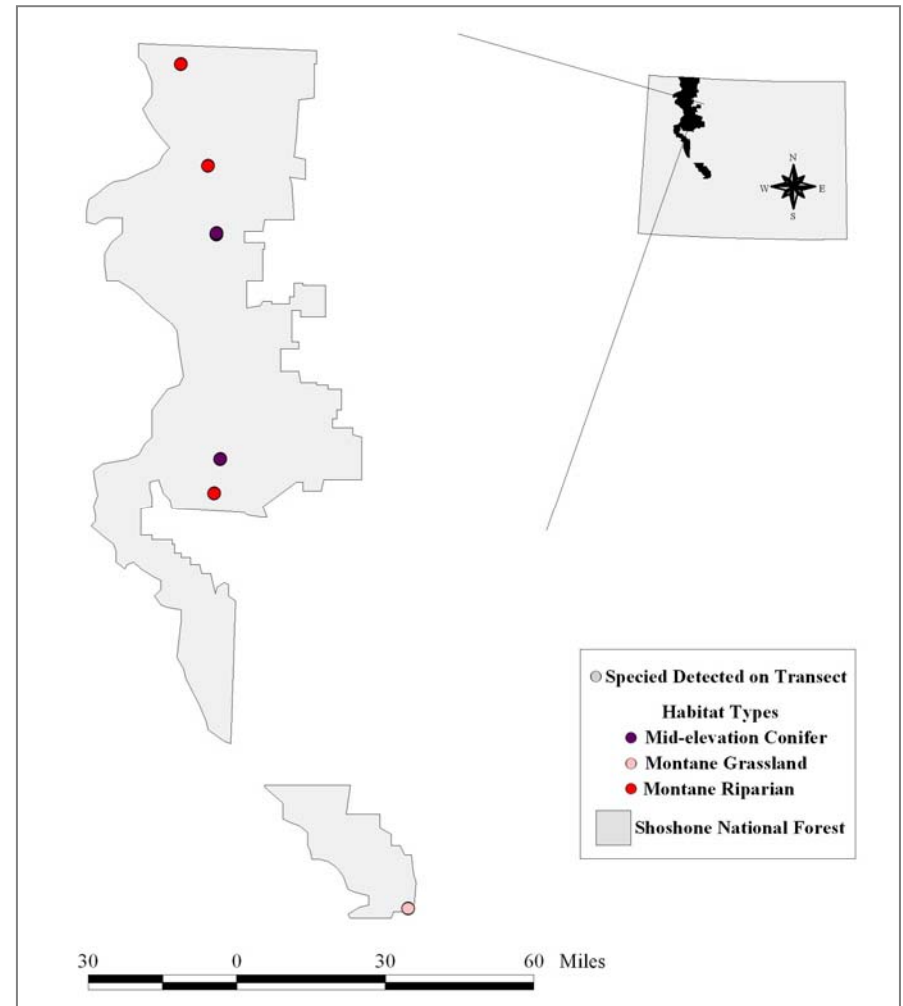 N
W E
S
Specied Detected on Transect
Habitat Types
Mid-elevation Conifer
Montane Grassland
Montane Riparian
Shoshone National Forest
30 0 30 60 Miles